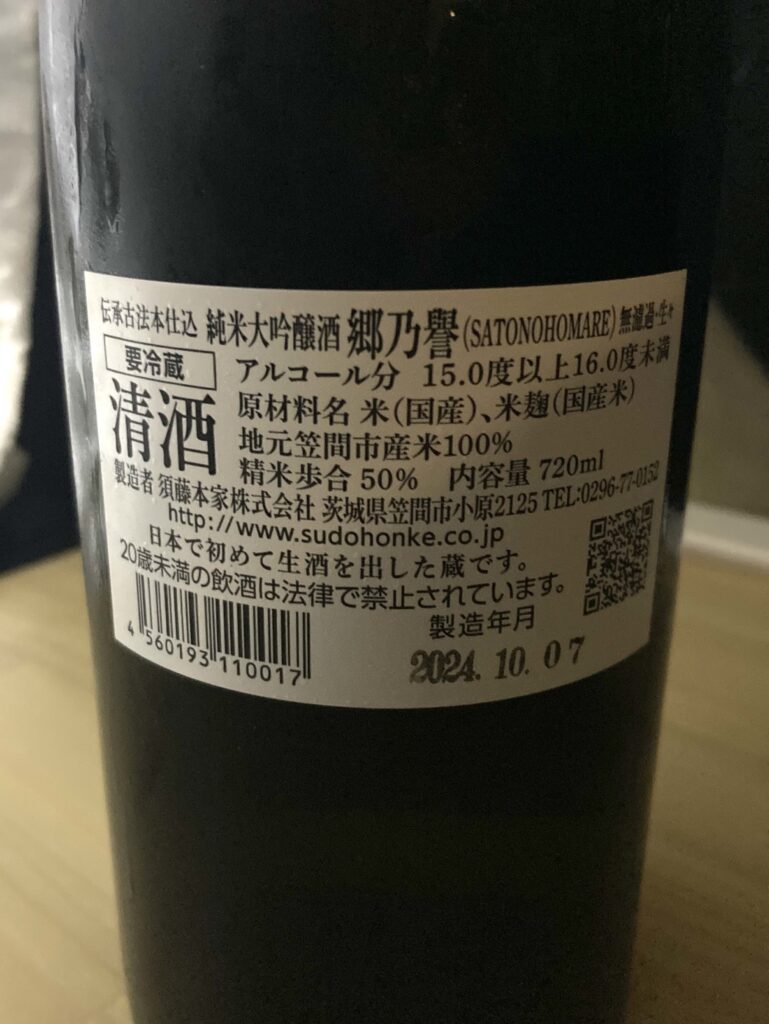 伝承古法本仕込 純米大吟醸酒 郷乃譽(SATONOHOMARE)無濾過・生々
要冷蔵
アルコール分 15.0度以上16.0度未満
清酒
原材料名 米(国産)、米麹(国産米)
地元笠間市産米100%
精米歩合 50% 内容量 720ml
製造者 須藤本家株式会社 茨城県笠間市小原2125 TEL:0296-77-0152
http://www.sudohonke.co.jp
日本で初めて生酒を出した蔵です。
20歳未満の飲酒は法律で禁止されています。
製造年月
2024.10.07
4 560193 110017